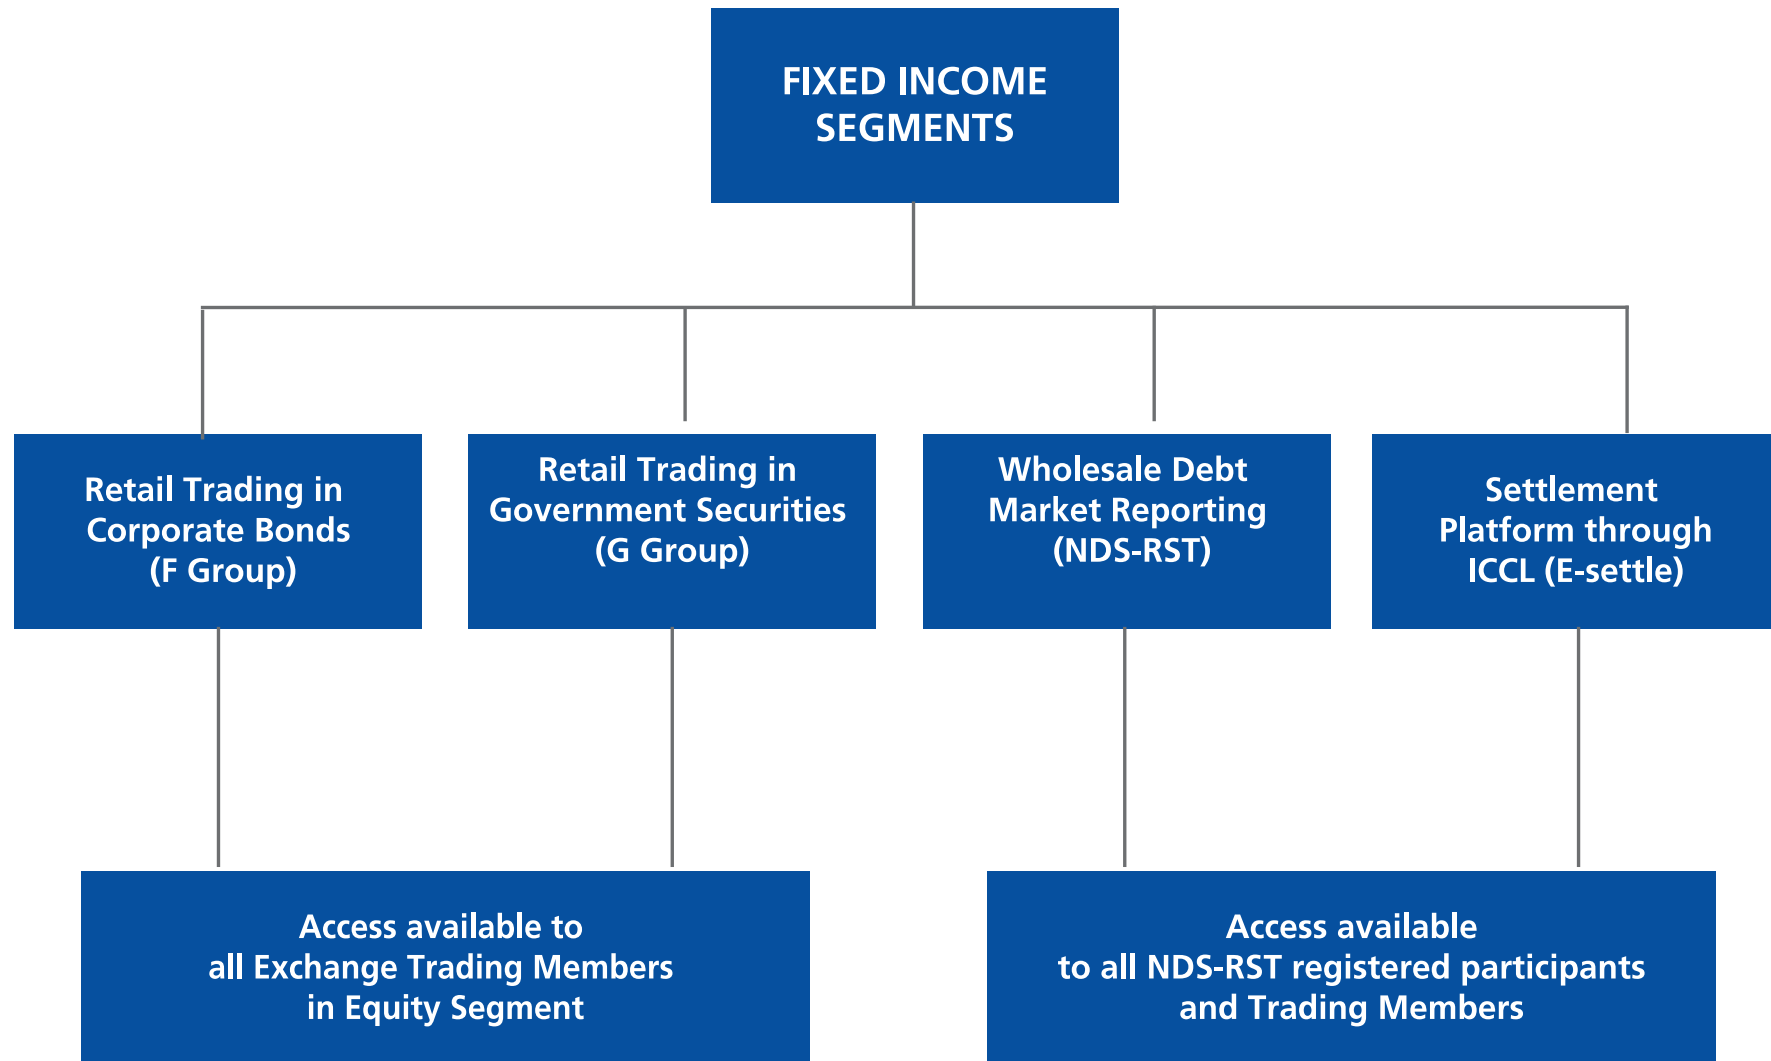 FIXED INCOME
SEGMENTS
Retail Trading in
Corporate Bonds
(F Group)
Retail Trading in
Government Securities
(G Group)
Wholesale Debt
Market Reporting
(NDS-RST)
Settlement
Platform through
ICCL (E-settle)
Access available to
all Exchange Trading Members
in Equity Segment
Access available
to all NDS-RST registered participants
and Trading Members